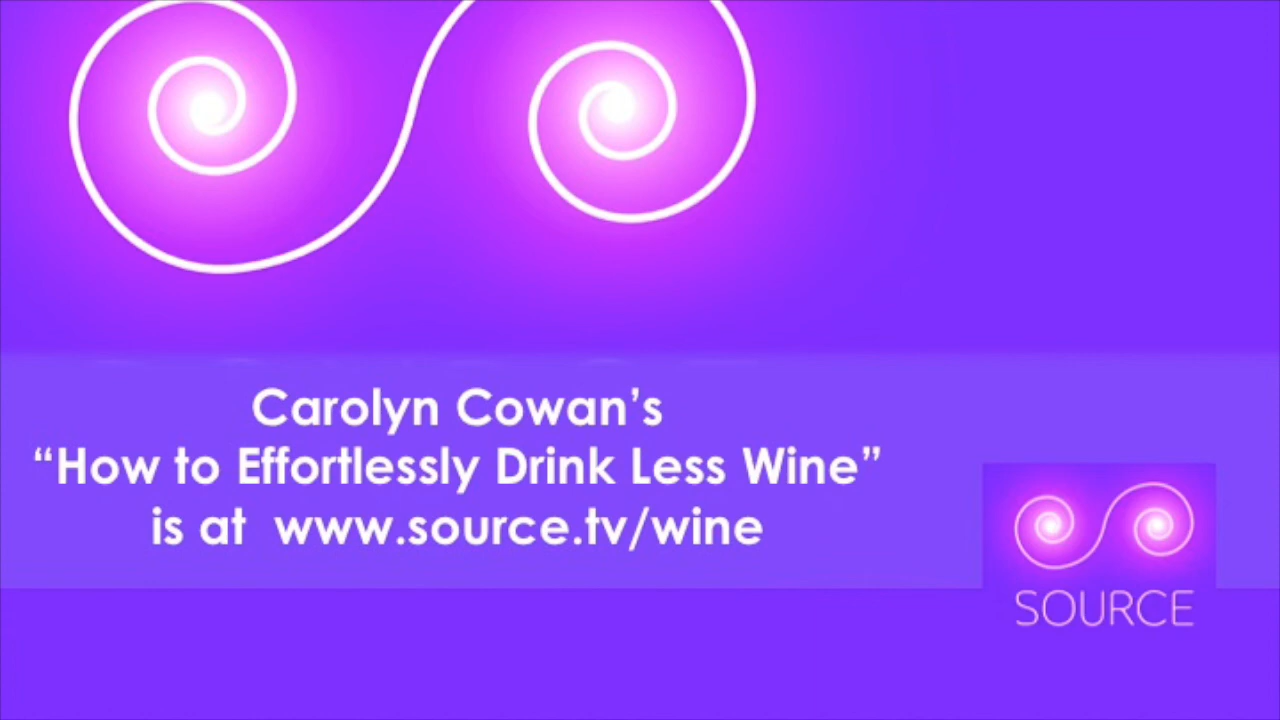 Carolyn Cowan’s
“How to Effortlessly Drink Less Wine”
is at www.source.tv/wine
SOURCE